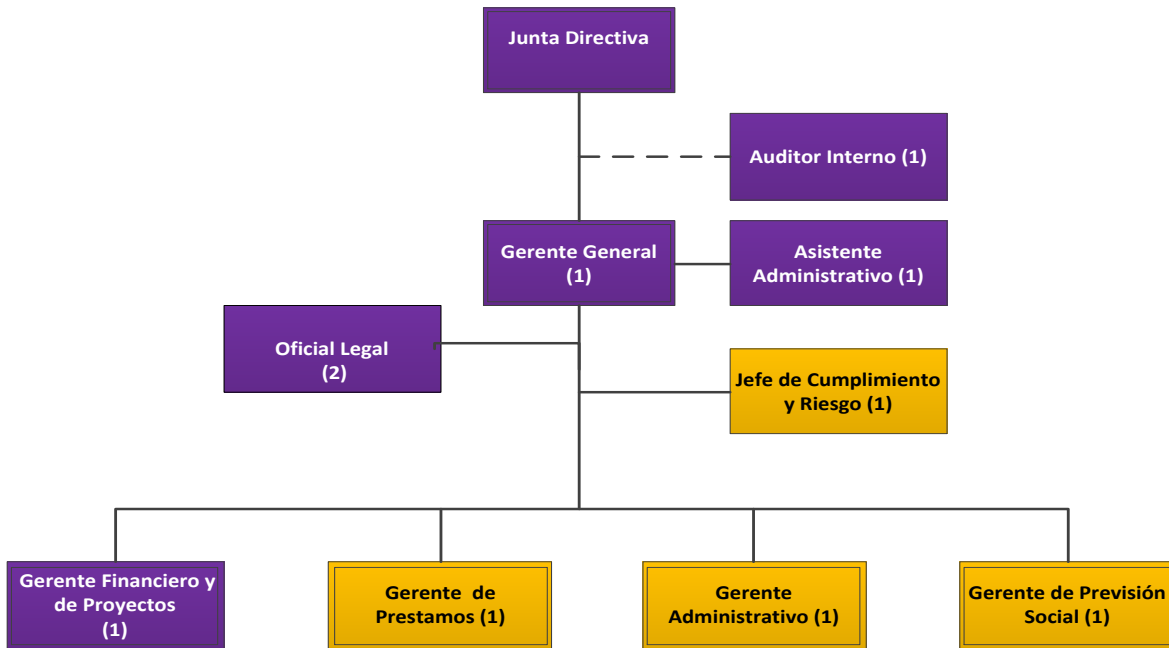 Junta Directiva
Auditor Interno (1)
Gerente General
(1)
Asistente
Administrativo (1)
Oficial Legal
(2)
Jefe de Cumplimiento
y Riesgo (1)
Gerente Financiero y
de Proyectos
(1)
Gerente de
Prestamos (1)
Gerente
Administrativo (1)
Gerente de Previsión
Social (1)